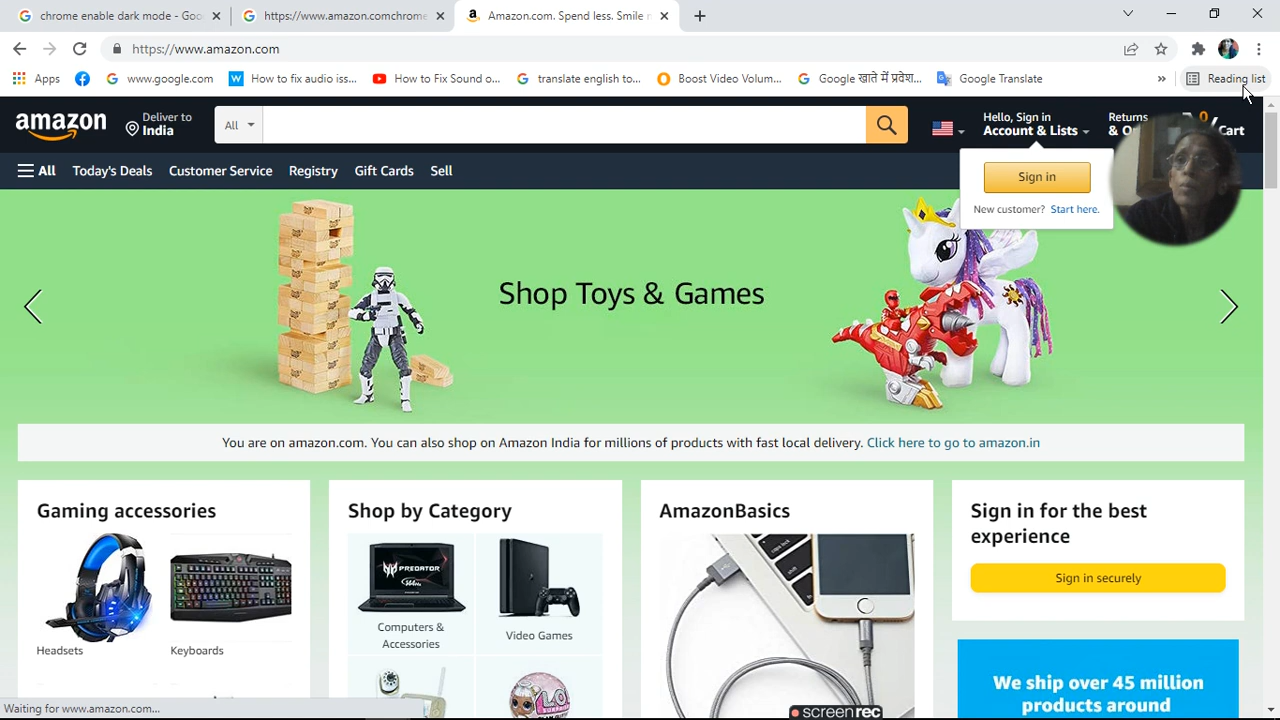 chrome enable dark mode - Goo
https://www.amazon.comchrome
Amazon.com. Spend less. Smile m
https://www.amazon.com
Apps
www.google.com
How to fix audio iss...
How to Fix Sound o...
translate english to...
Boost Video Volum...
Google खाते में प्रवेश...
Google Translate
»
Reading list
amazon
Deliver to
India
All
Hello, Sign in
Account & Lists
Returns
& O
0
Cart
All
Today's Deals
Customer Service
Registry
Gift Cards
Sell
Sign in
New customer? Start here.
Shop Toys & Games
You are on amazon.com. You can also shop on Amazon India for millions of products with fast local delivery. Click here to go to amazon.in
Gaming accessories
Headsets
Keyboards
Shop by Category
PREDATOR
Computers &
Accessories
Video Games
AmazonBasics
Sign in for the best
experience
Sign in securely
We ship over 45 million
products around
Waiting for www.amazon.com...
screen rec